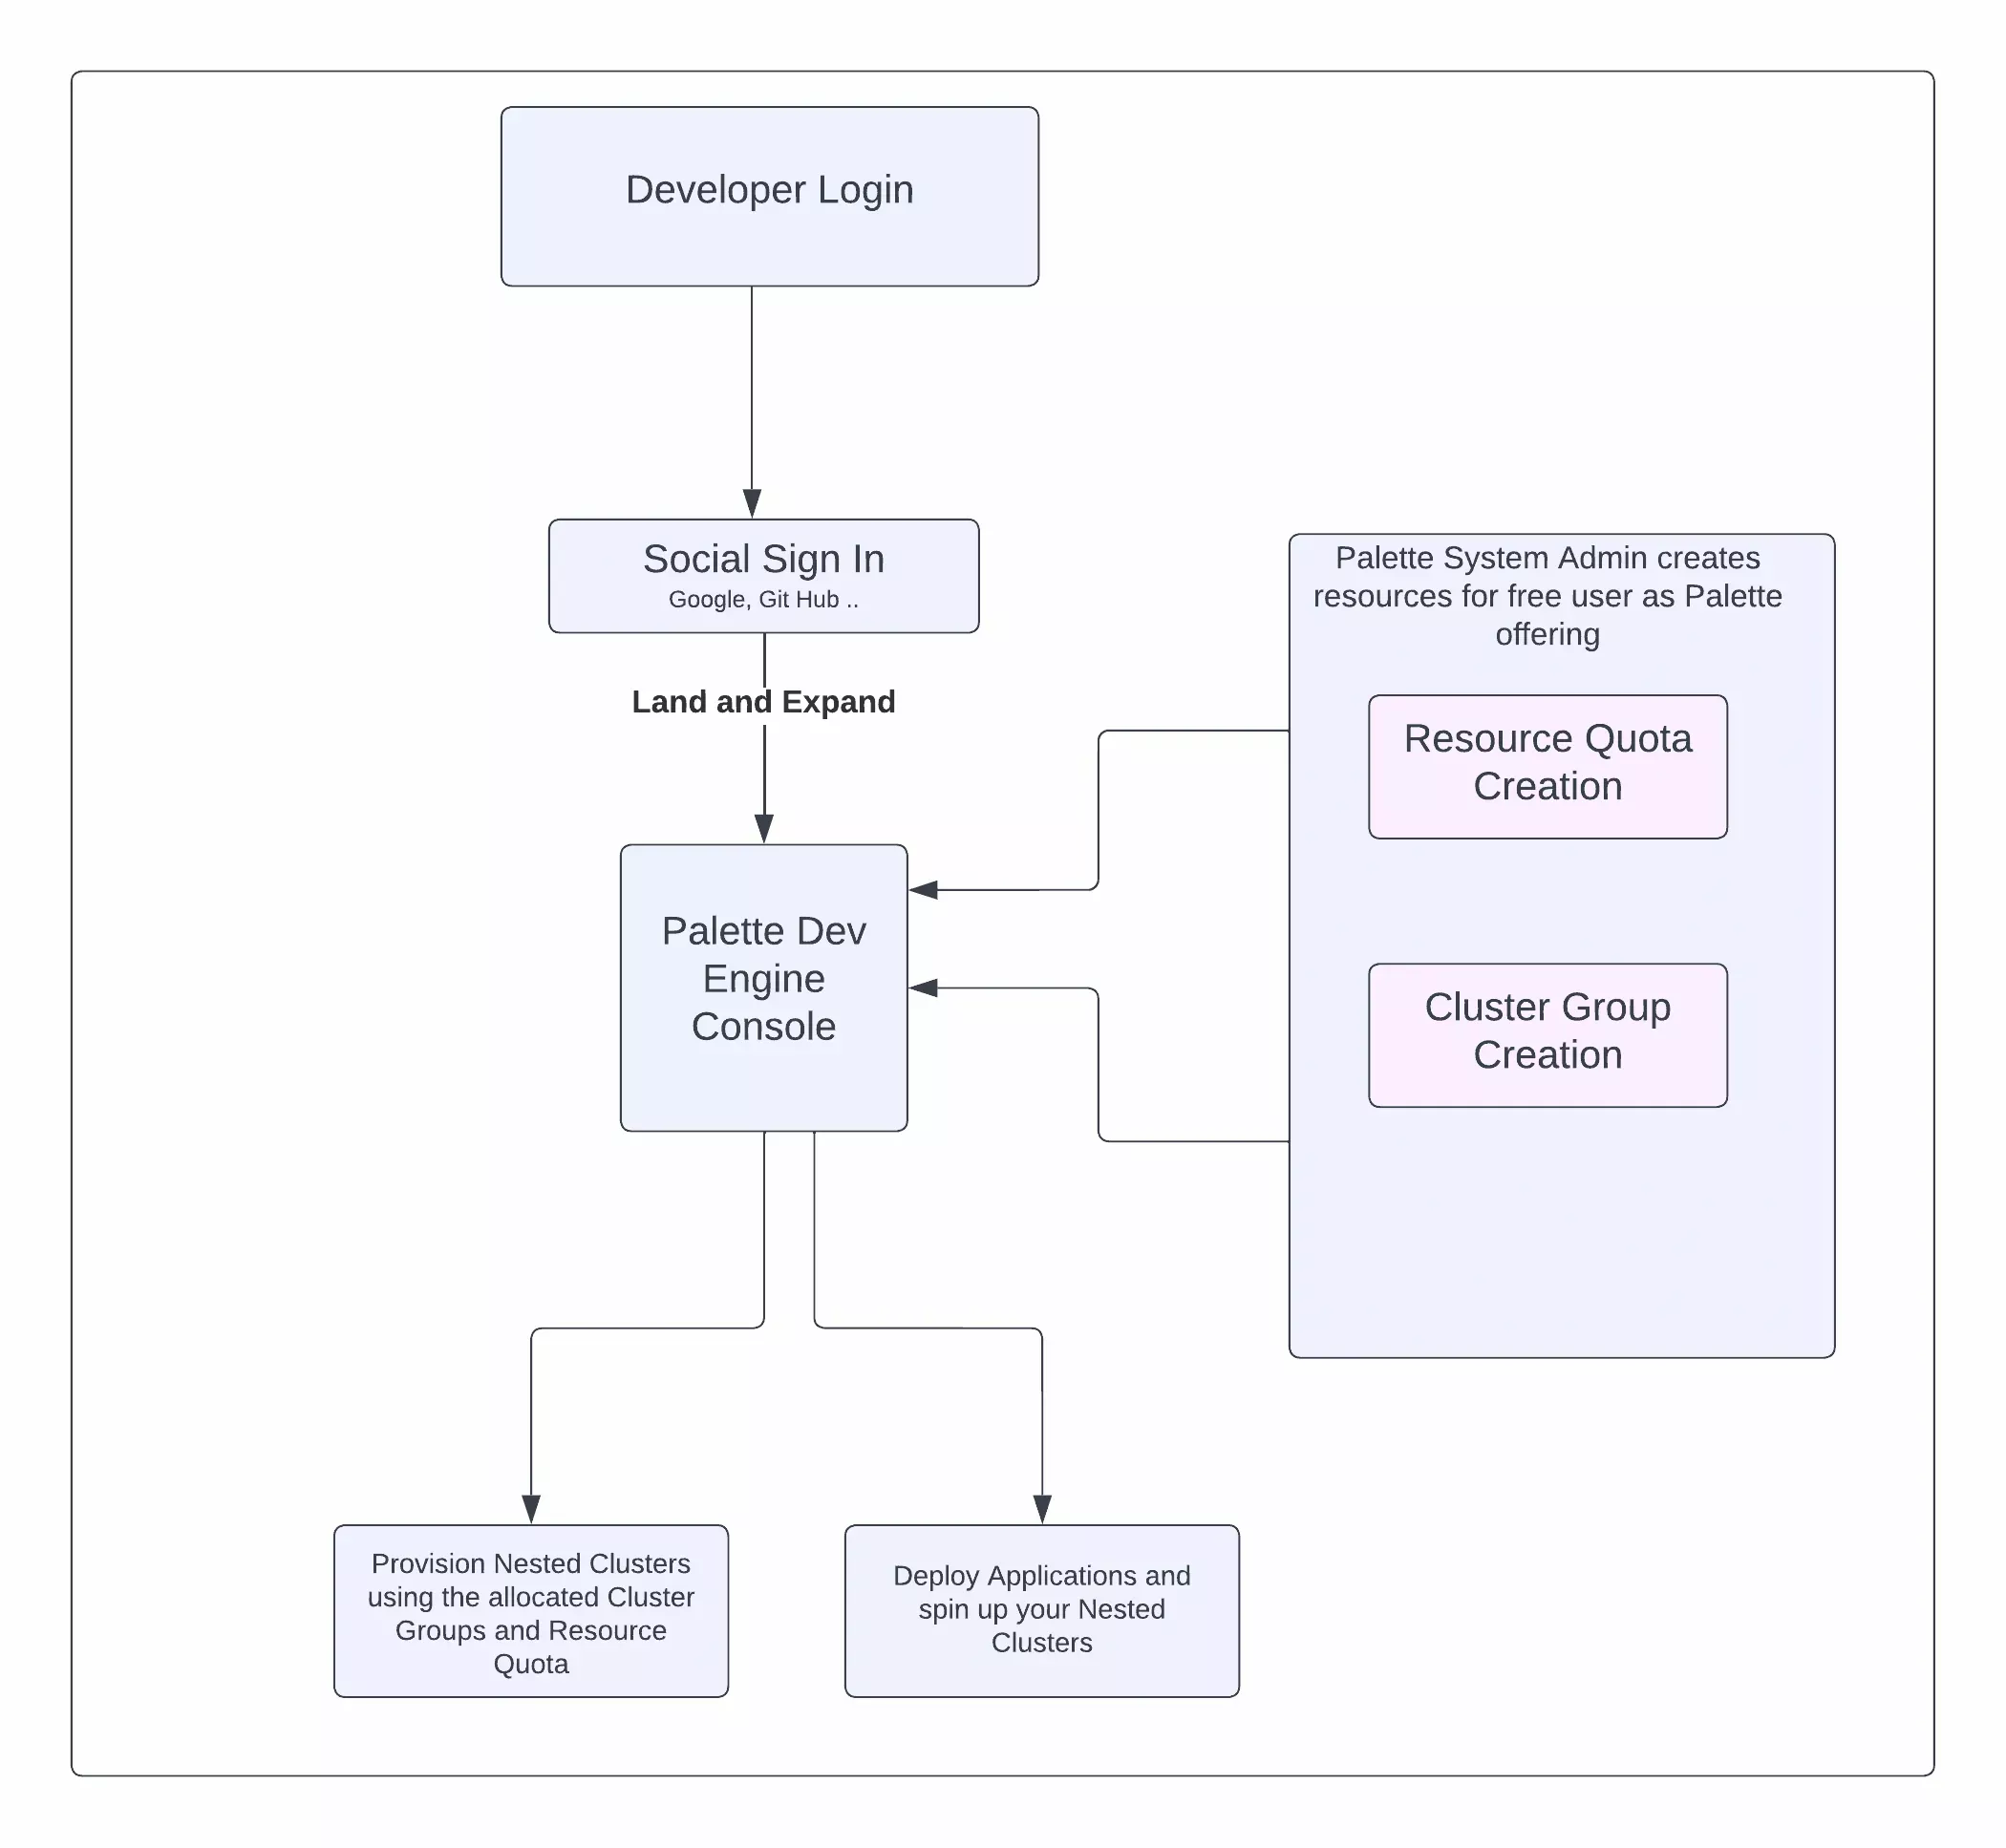 Developer Login
Social Sign In
Google, Git Hub ..
Land and Expand
Palette System Admin creates
resources for free user as Palette
offering
Resource Quota
Creation
Palette Dev
Engine
Console
Cluster Group
Creation
Provision Nested Clusters
using the allocated Cluster
Groups and Resource
Quota
Deploy Applications and
spin up your Nested
Clusters